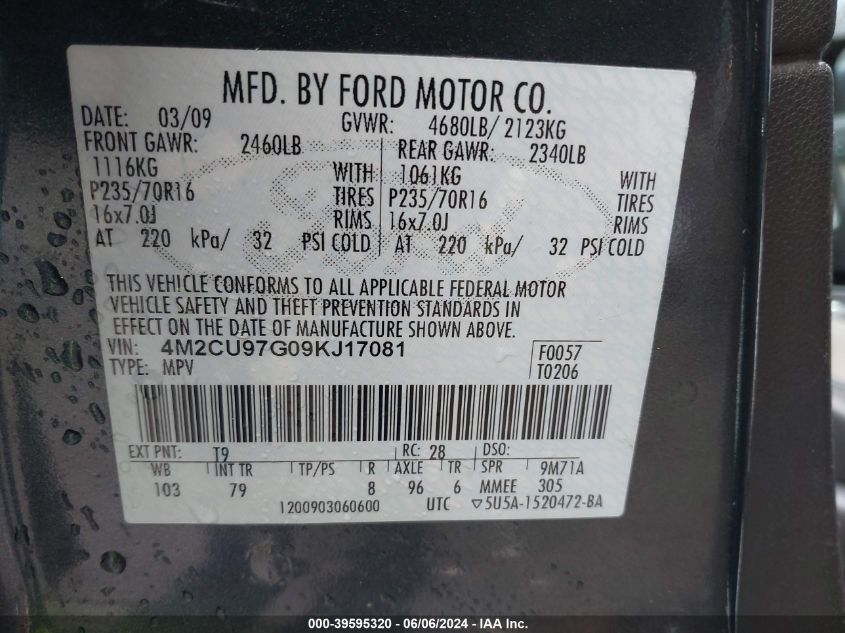 MFD. BY FORD MOTOR CO.
DATE: 03/09 GVWR: 4680LB/ 2123KG
FRONT GAWR: 2460LB REAR GAWR: 2340LB
1116KG WITH 1061KG WITH
P235/70R16 TIRES P235/70R16 TIRES
16x7.0J RIMS 16x7.0J RIMS
AT 220 kPa/ 32 PSI COLD AT 220 kPa/ 32 PSI COLD
THIS VEHICLE CONFORMS TO ALL APPLICABLE FEDERAL MOTOR
VEHICLE SAFETY AND THEFT PREVENTION STANDARDS IN
EFFECT ON THE DATE OF MANUFACTURE SHOWN ABOVE.
VIN: 4M2CU97G09KJ17081 F0057
TYPE: MPV T0206
EXT PNT: T9 RC: 28 DSO:
WB INT TR TP/PS R AXLE TR SPR 9M71A
103 79 8 96 6 MMEE 305
1200903060600 UTC ▽5U5A-1520472-BA
000-39595320 - 06/06/2024 - IAA Inc.